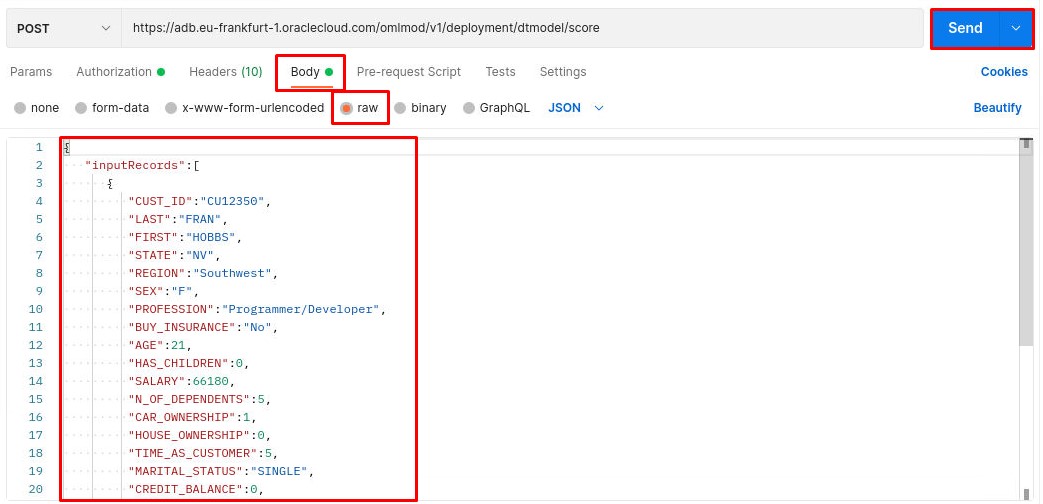 POST https://adb.eu-frankfurt-1.oraclecloud.com/omlmod/v1/deployment/dtmodel/score Send
Params Authorization Headers (10) Body Pre-request Script Tests Settings Cookies
none form-data x-www-form-urlencoded raw binary GraphQL JSON Beautify
1 {
2 "inputRecords":[
3 {
4 "CUST_ID":"CU12350",
5 "LAST":"FRAN",
6 "FIRST":"HOBBS",
7 "STATE":"NV",
8 "REGION":"Southwest",
9 "SEX":"F",
10 "PROFESSION":"Programmer/Developer",
11 "BUY_INSURANCE":"No",
12 "AGE":21,
13 "HAS_CHILDREN":0,
14 "SALARY":66180,
15 "N_OF_DEPENDENTS":5,
16 "CAR_OWNERSHIP":1,
17 "HOUSE_OWNERSHIP":0,
18 "TIME_AS_CUSTOMER":5,
19 "MARITAL_STATUS":"SINGLE",
20 "CREDIT_BALANCE":0,